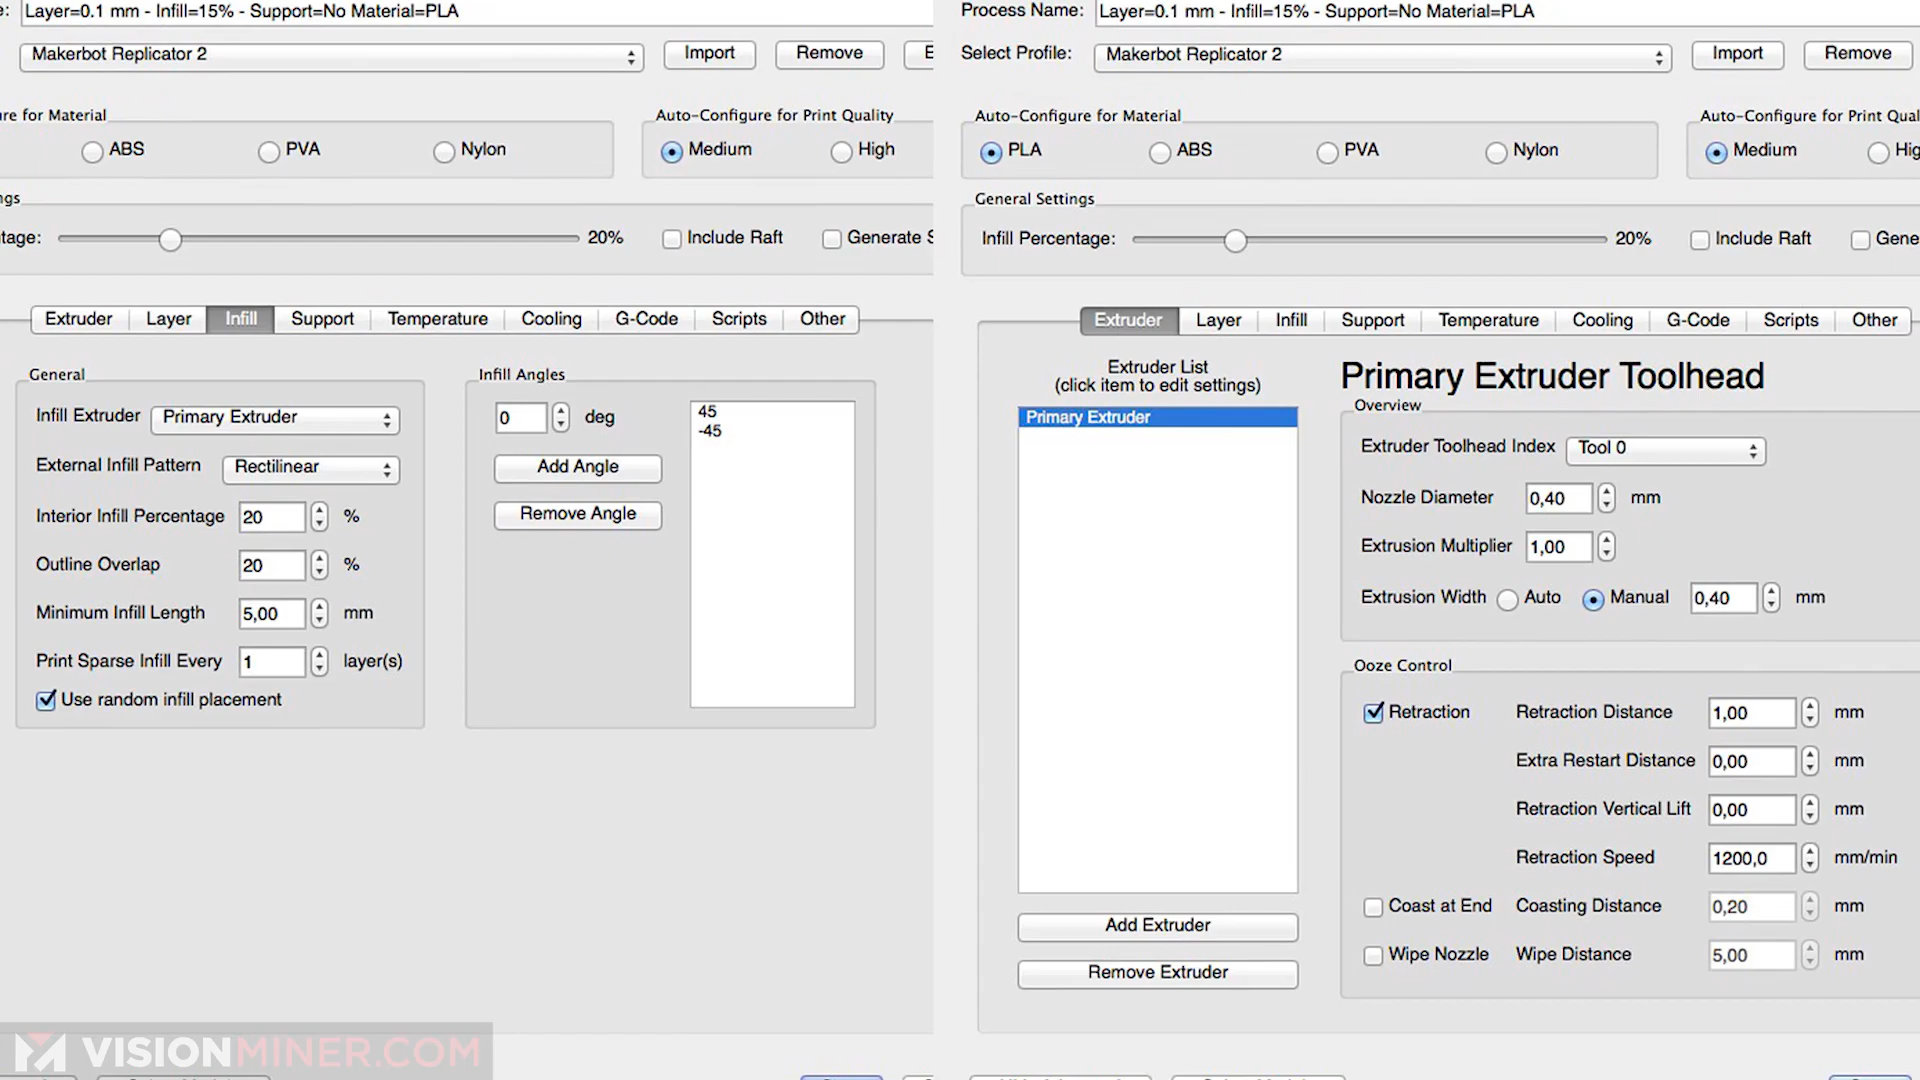 Layer=0.1 mm - Infill=15% - Support=No Material=PLA
Makerbot Replicator 2
Import
Remove
re for Material
ABS
PVA
Nylon
Auto-Configure for Print Quality
Medium
High
ngs
tage:
20%
Include Raft
Generate S
Extruder
Layer
Infill
Support
Temperature
Cooling
G-Code
Scripts
Other
General
Infill Extruder
Primary Extruder
External Infill Pattern
Rectilinear
Interior Infill Percentage
20
%
Outline Overlap
20
%
Minimum Infill Length
5,00
mm
Print Sparse Infill Every
1
layer(s)
Use random infill placement
Infill Angles
0
deg
Add Angle
Remove Angle
45
-45
VISIONMINER.COM
Process Name:
Layer=0.1 mm - Infill=15% - Support=No Material=PLA
Select Profile:
Makerbot Replicator 2
Import
Remove
Auto-Configure for Material
PLA
ABS
PVA
Nylon
Auto-Configure for Print Qual
Medium
Hig
General Settings
Infill Percentage:
20%
Include Raft
Gene
Extruder
Layer
Infill
Support
Temperature
Cooling
G-Code
Scripts
Other
Extruder List
(click item to edit settings)
Primary Extruder
Add Extruder
Remove Extruder
Primary Extruder Toolhead
Overview
Extruder Toolhead Index
Tool 0
Nozzle Diameter
0,40
mm
Extrusion Multiplier
1,00
Extrusion Width
Auto
Manual
0,40
mm
Ooze Control
Retraction
Retraction Distance
1,00
mm
Extra Restart Distance
0,00
mm
Retraction Vertical Lift
0,00
mm
Retraction Speed
1200,0
mm/min
Coast at End
Coasting Distance
0,20
mm
Wipe Nozzle
Wipe Distance
5,00
mm